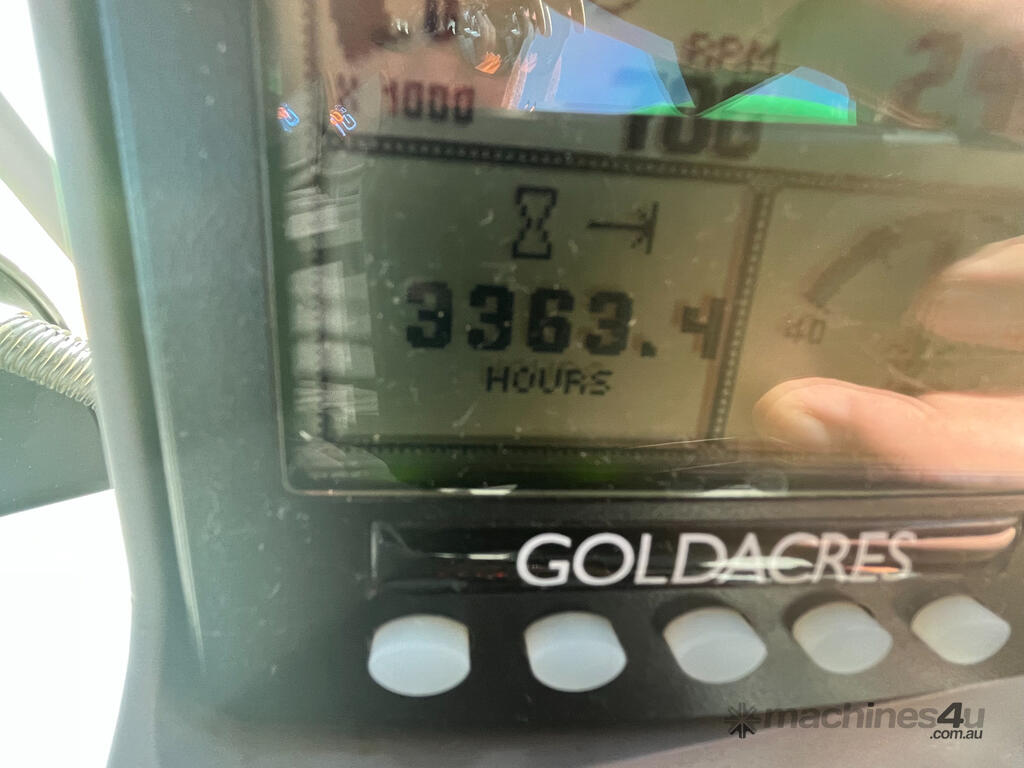 RPM
X 1000
3363.4
HOURS
40
GOLDACRES
machines4u
.com.au